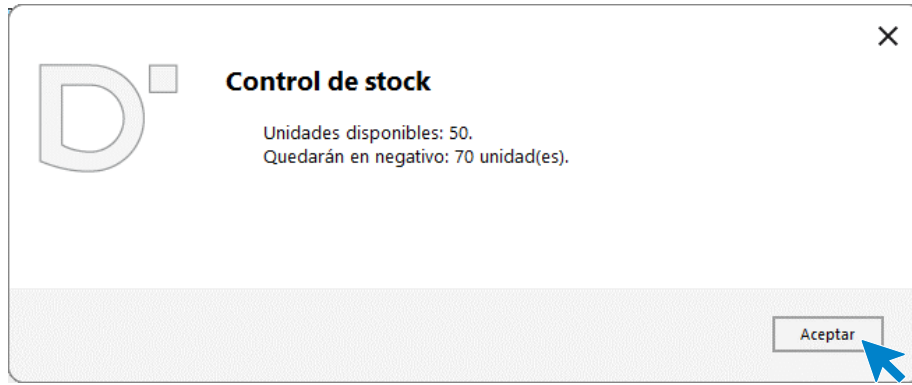 Control de stock
Unidades disponibles: 50.
Quedarán en negativo: 70 unidad(es).
Aceptar